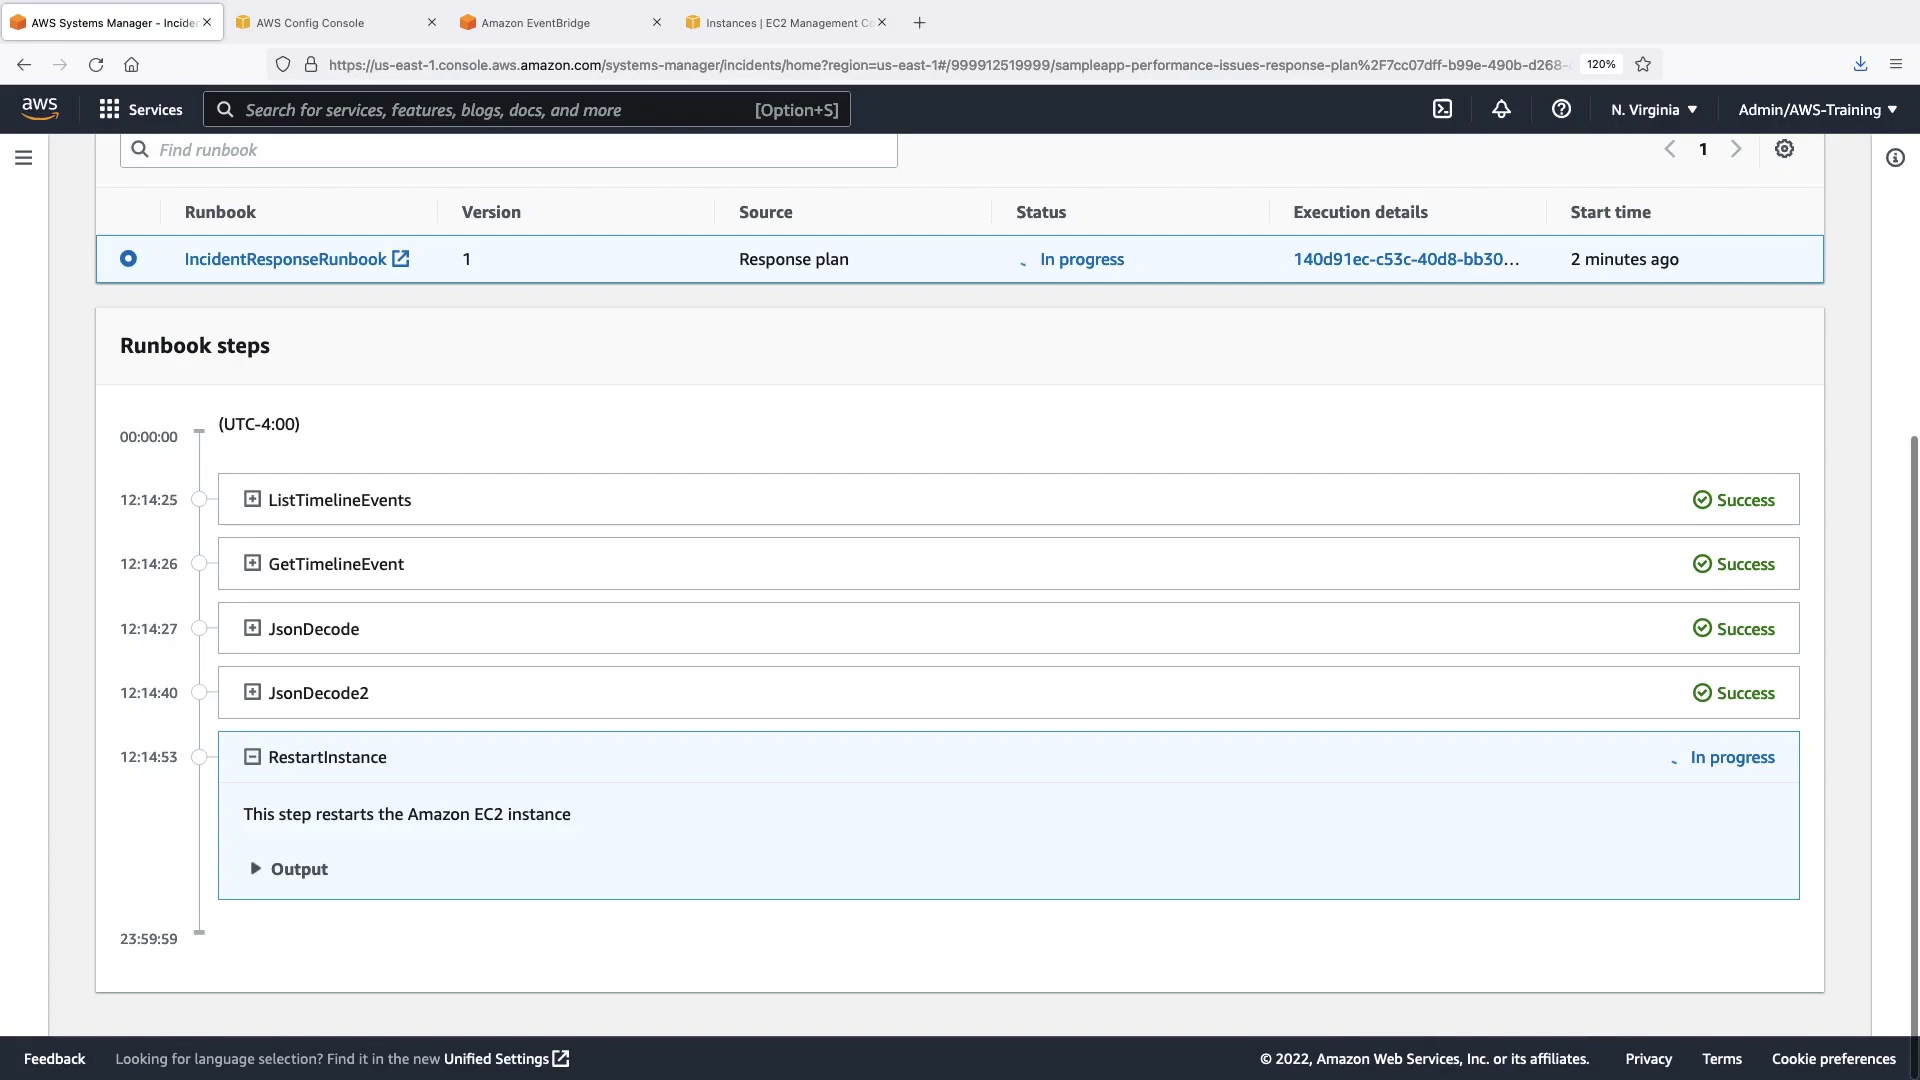 AWS Systems Manager - Incider
AWS Config Console
Amazon EventBridge
Instances | EC2 Management Co
https://us-east-1.console.aws.amazon.com/systems-manager/incidents/home?region=us-east-1#/999912519999/sampleapp-performance-issues-response-plan%2F7cc07dff-b99e-490b-d268-
120%
aws
Services
Search for services, features, blogs, docs, and more
[Option+S]
N. Virginia
Admin/AWS-Training
Find runbook
1
Runbook Version Source Status Execution details Start time
IncidentResponseRunbook 1 Response plan In progress 140d91ec-c53c-40d8-bb30... 2 minutes ago
Runbook steps
(UTC-4:00)
00:00:00
12:14:25 ListTimelineEvents Success
12:14:26 GetTimelineEvent Success
12:14:27 JsonDecode Success
12:14:40 JsonDecode2 Success
12:14:53 RestartInstance In progress
This step restarts the Amazon EC2 instance
Output
23:59:59
Feedback Looking for language selection? Find it in the new Unified Settings © 2022, Amazon Web Services, Inc. or its affiliates. Privacy Terms Cookie preferences